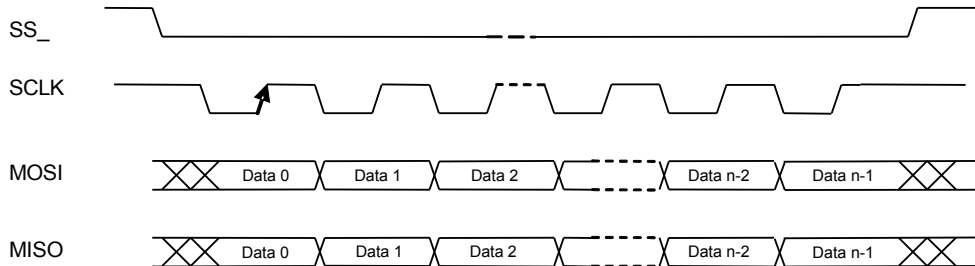 SS_
SCLK
MOSI Data 0 Data 1 Data 2 Data n-2 Data n-1
MISO Data 0 Data 1 Data 2 Data n-2 Data n-1